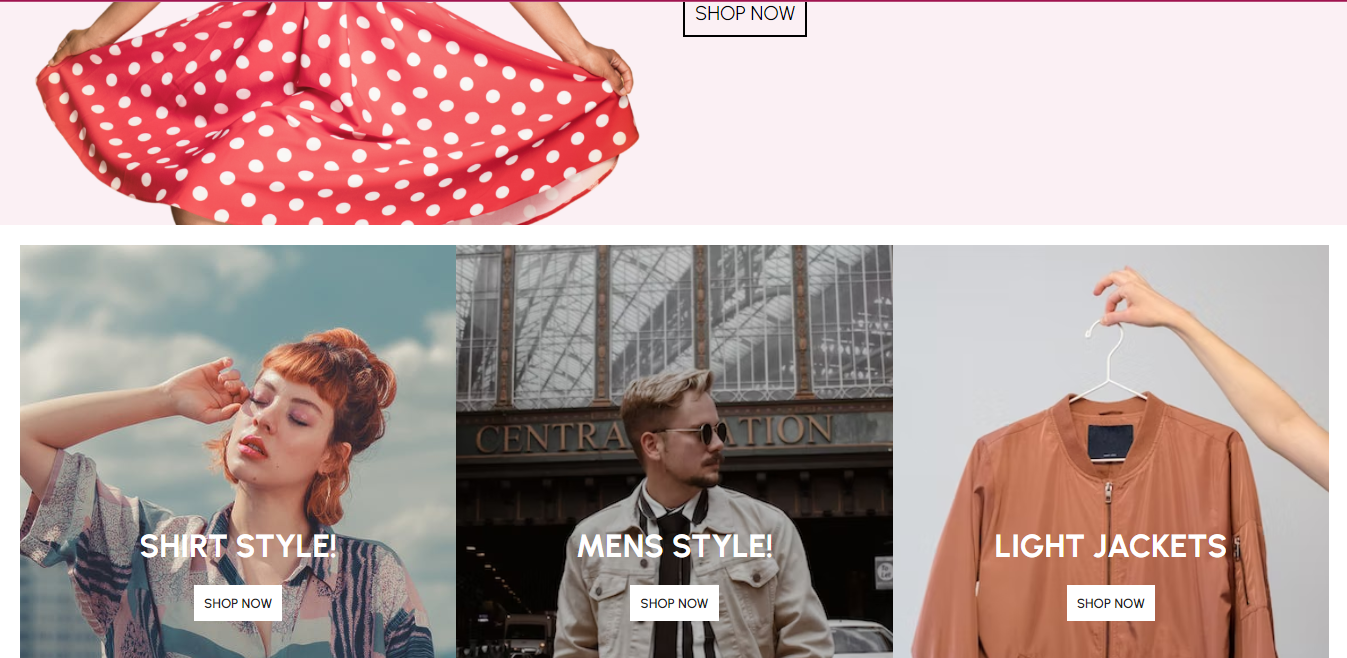 SHOP NOW
CENTRA ATION
SHIRT STYLE!
MENS STYLE!
LIGHT JACKETS
SHOP NOW
SHOP NOW
SHOP NOW